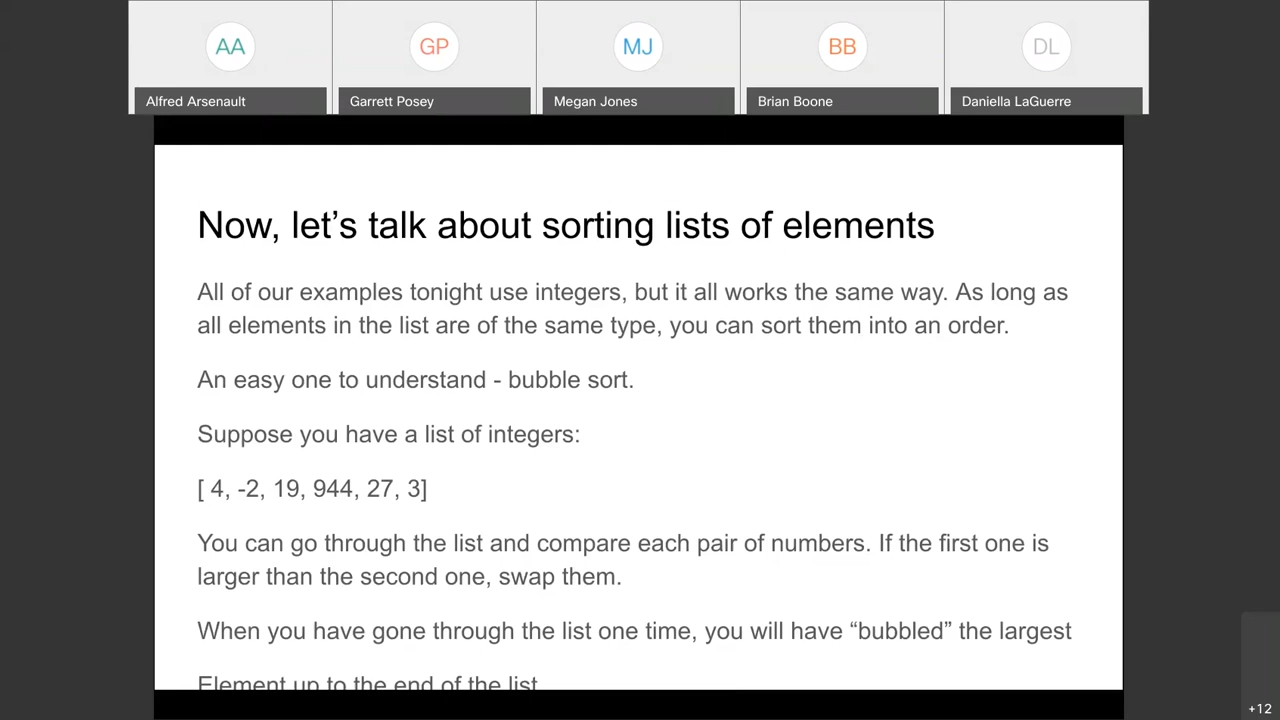 AA
GP
MJ
BB
DL
Alfred Arsenault
Garrett Posey
Megan Jones
Brian Boone
Daniella LaGuerre
Now, let’s talk about sorting lists of elements
All of our examples tonight use integers, but it all works the same way. As long as
all elements in the list are of the same type, you can sort them into an order.
An easy one to understand - bubble sort.
Suppose you have a list of integers:
[ 4, -2, 19, 944, 27, 3]
You can go through the list and compare each pair of numbers. If the first one is
larger than the second one, swap them.
When you have gone through the list one time, you will have “bubbled” the largest
Element up to the end of the list
+12